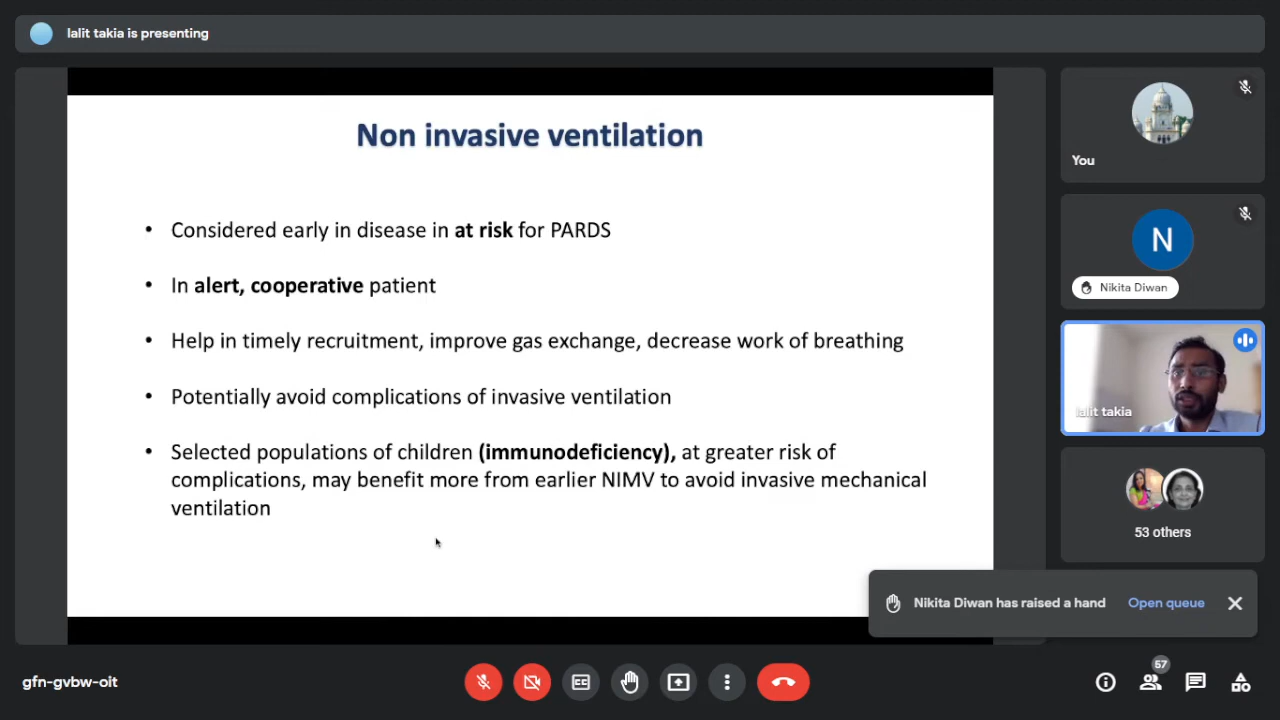 lalit takia is presenting
Non invasive ventilation
• Considered early in disease in at risk for PARDS
• In alert, cooperative patient
• Help in timely recruitment, improve gas exchange, decrease work of breathing
• Potentially avoid complications of invasive ventilation
• Selected populations of children (immunodeficiency), at greater risk of
complications, may benefit more from earlier NIMV to avoid invasive mechanical
ventilation
You
N
Nikita Diwan
lalit takia
53 others
Nikita Diwan has raised a hand Open queue
gfn-gvbw-oit
CC
57